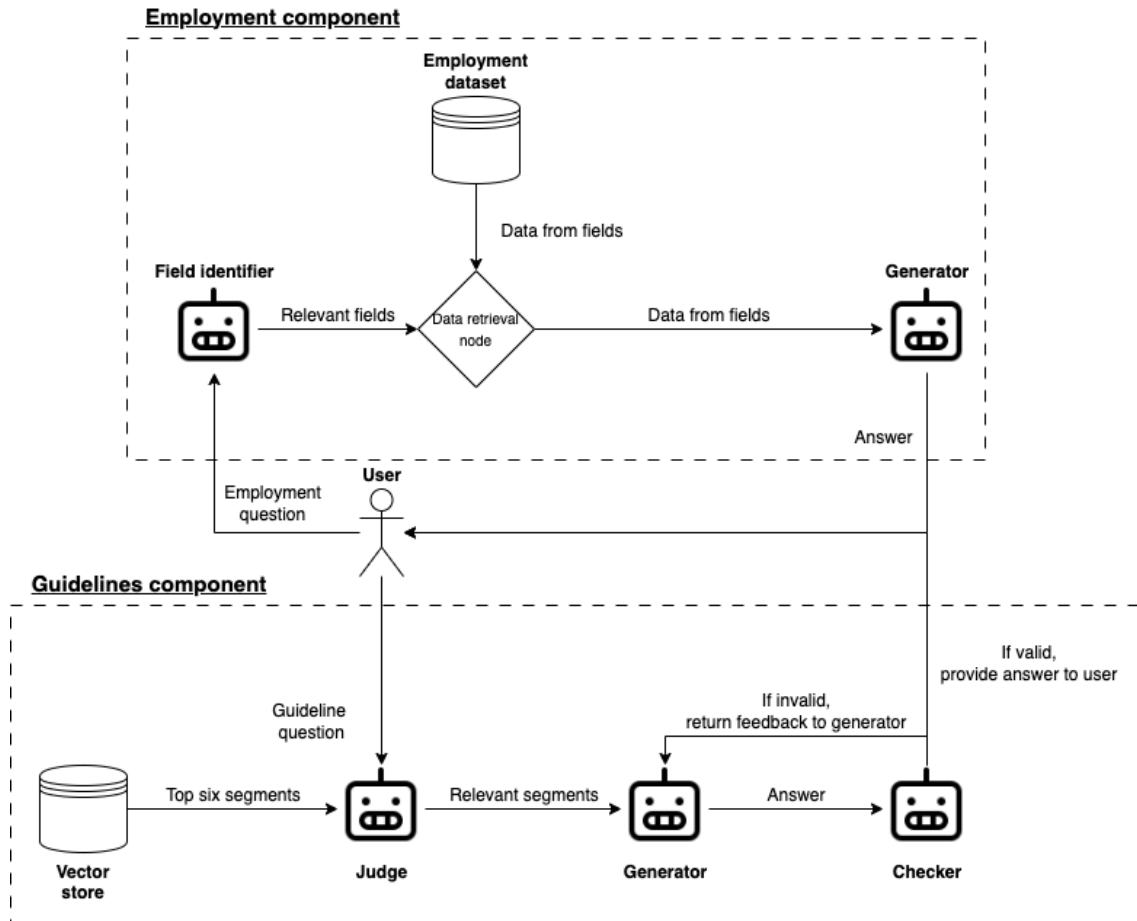 Employment component
Employment
dataset
Data from fields
Field identifier
Generator
Relevant fields
Data retrieval
node
Data from fields
Answer
User
Employment
question
Guidelines component
If valid,
provide answer to user
If invalid,
return feedback to generator
Guideline
question
Top six segments
Relevant segments
Answer
Vector
store
Judge
Generator
Checker